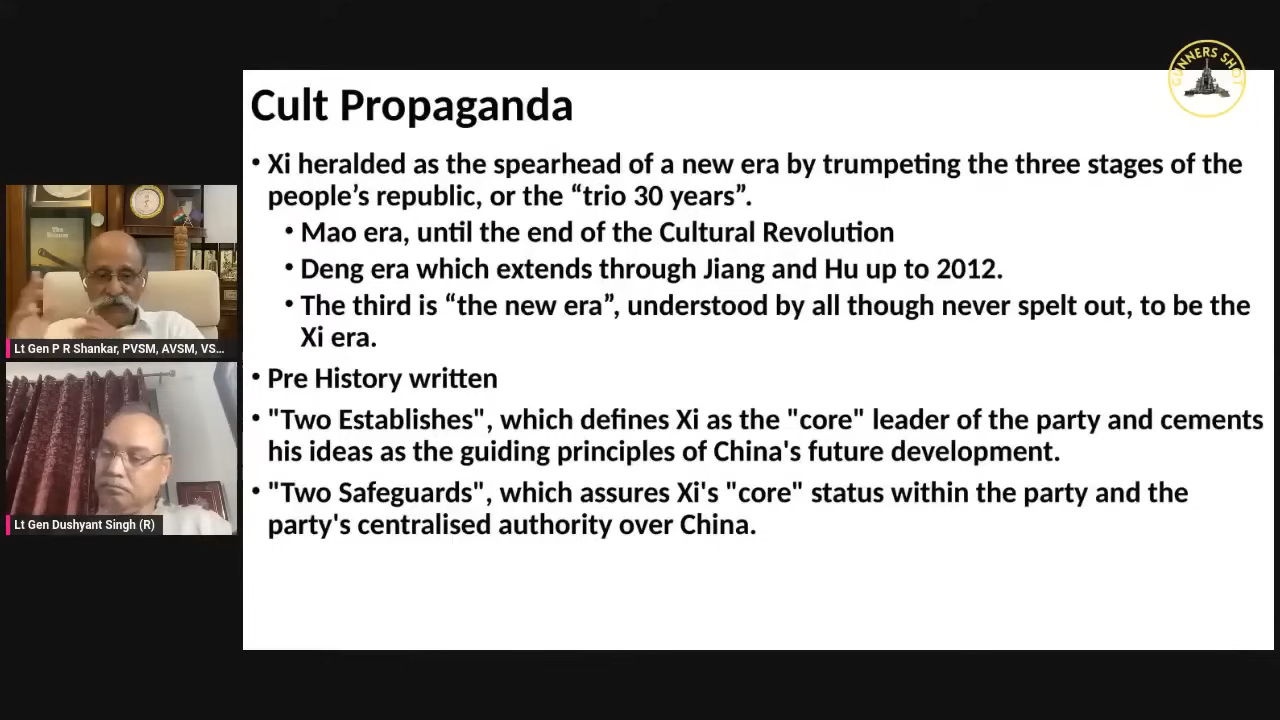 GUNNERS SHOT
Cult Propaganda
• Xi heralded as the spearhead of a new era by trumpeting the three stages of the
people’s republic, or the “trio 30 years”.
• Mao era, until the end of the Cultural Revolution
• Deng era which extends through Jiang and Hu up to 2012.
• The third is “the new era”, understood by all though never spelt out, to be the
Xi era.
• Pre History written
• "Two Establishes", which defines Xi as the "core" leader of the party and cements
his ideas as the guiding principles of China's future development.
• "Two Safeguards", which assures Xi's "core" status within the party and the
party's centralised authority over China.
Lt Gen P R Shankar, PVSM, AVSM, VS...
Lt Gen Dushyant Singh (R)